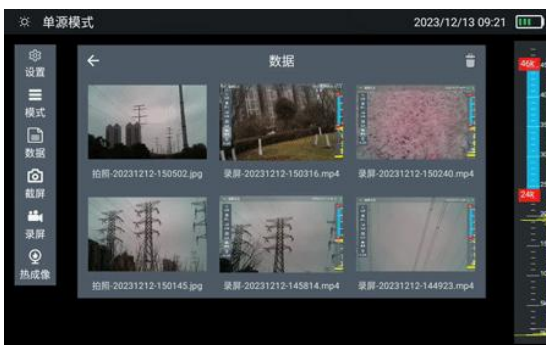 单源模式
2023/12/13 09:21
设置
模式
数据
截屏
录屏
热成像
数据
拍照-20231212-150502.jpg
录屏-20231212-150316.mp4
录屏-20231212-150240.mp4
拍照-20231212-150145.jpg
录屏-20231212-145814.mp4
录屏-20231212-144923.mp4
46k
24k